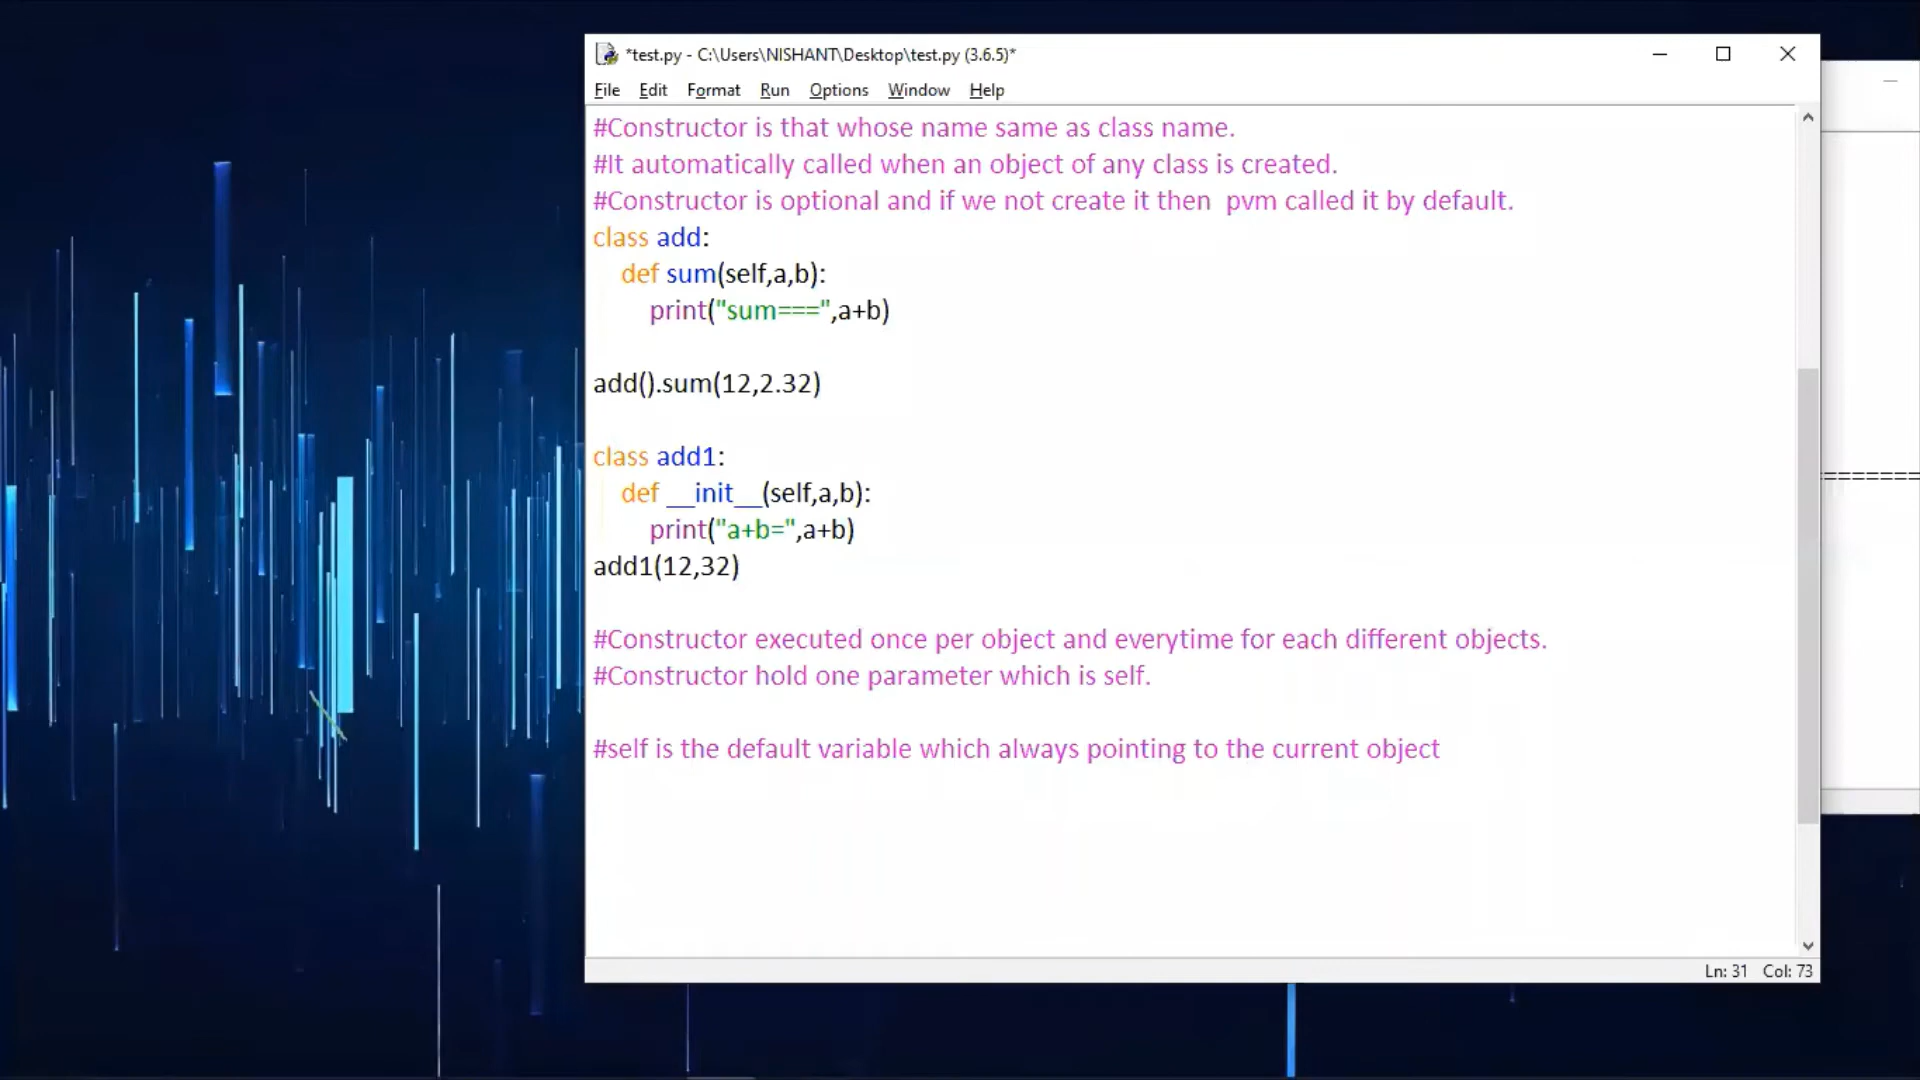 *test.py - C:\Users\NISHANT\Desktop\test.py (3.6.5)*
File Edit Format Run Options Window Help
#Constructor is that whose name same as class name.
#It automatically called when an object of any class is created.
#Constructor is optional and if we not create it then  pvm called it by default.
class add:
    def sum(self,a,b):
        print("sum===",a+b)
add().sum(12,2.32)
class add1:
    def __init__(self,a,b):
        print("a+b=",a+b)
add1(12,32)
#Constructor executed once per object and everytime for each different objects.
#Constructor hold one parameter which is self.
#self is the default variable which always pointing to the current object
Ln: 31 Col: 73